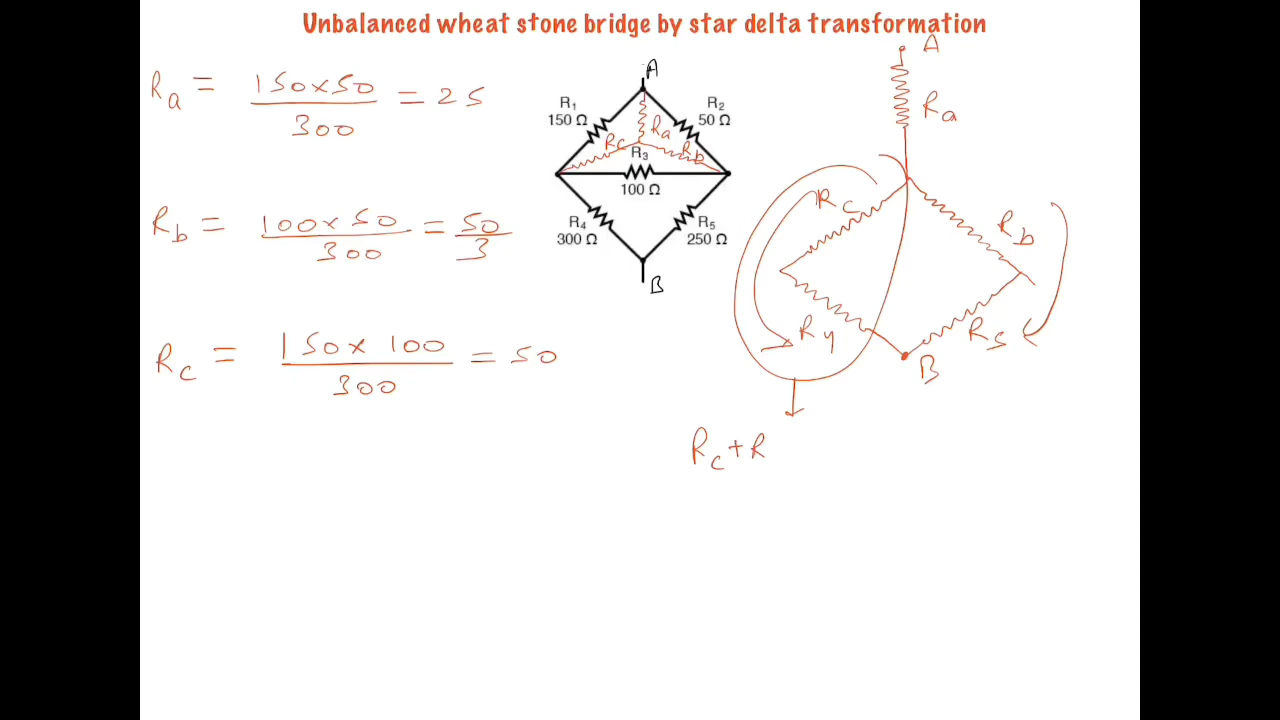 Unbalanced wheat stone bridge by star delta transformation
Ra = 150×50 / 300 = 25
Rb = 100×50 / 300 = 50 / 3
Rc = 150×100 / 300 = 50
A
R1
150 Ω
R2
50 Ω
Ra
Rc
Rb
R3
100 Ω
R4
300 Ω
R5
250 Ω
B
A
Ra
Rc
Rb
R4
R5
B
Rc+R